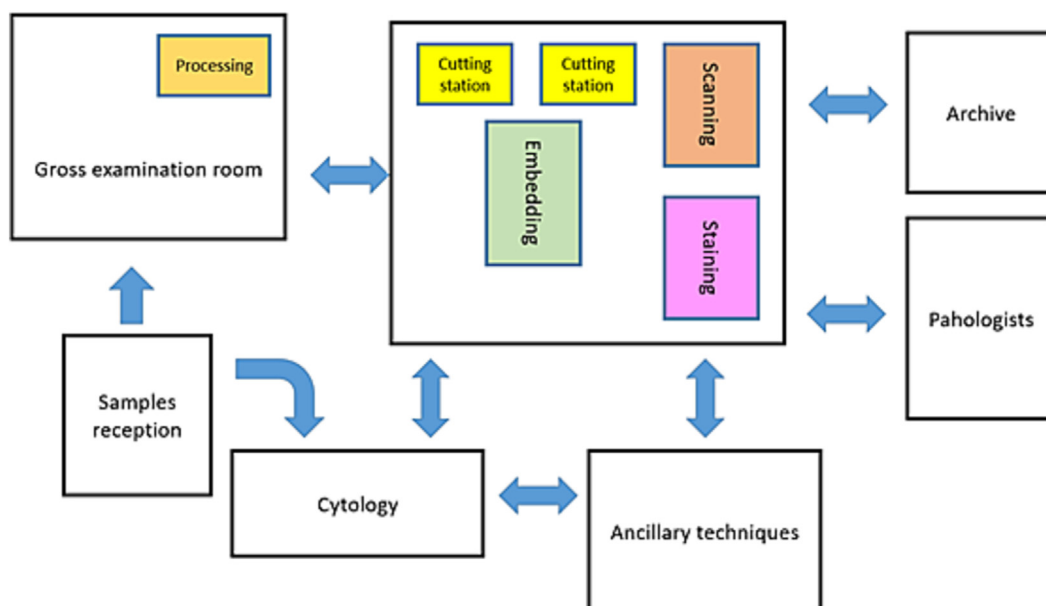 Processing
Gross examination room
Cutting
station
Cutting
station
Scanning
Embedding
Staining
Archive
Pahologists
Samples
reception
Cytology
Ancillary techniques